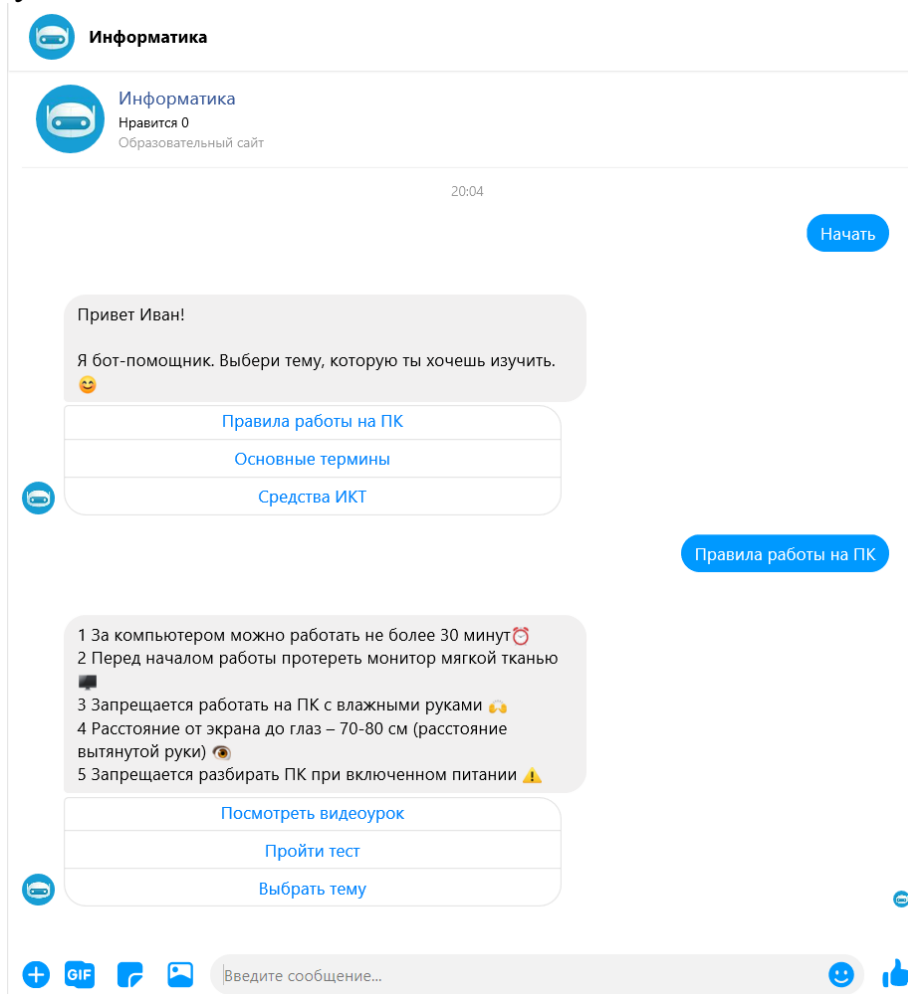 Информатика
Информатика
Нравится 0
Образовательный сайт
20:04
Начать
Привет Иван!
Я бот-помощник. Выбери тему, которую ты хочешь изучить.
😊
Правила работы на ПК
Основные термины
Средства ИКТ
Правила работы на ПК
1 За компьютером можно работать не более 30 минут⏰
2 Перед началом работы протереть монитор мягкой тканью
🖥
3 Запрещается работать на ПК с влажными руками 🙌
4 Расстояние от экрана до глаз – 70-80 см (расстояние
вытянутой руки) 👁
5 Запрещается разбирать ПК при включенном питании ⚠
Посмотреть видеоурок
Пройти тест
Выбрать тему
GIF
Введите сообщение...